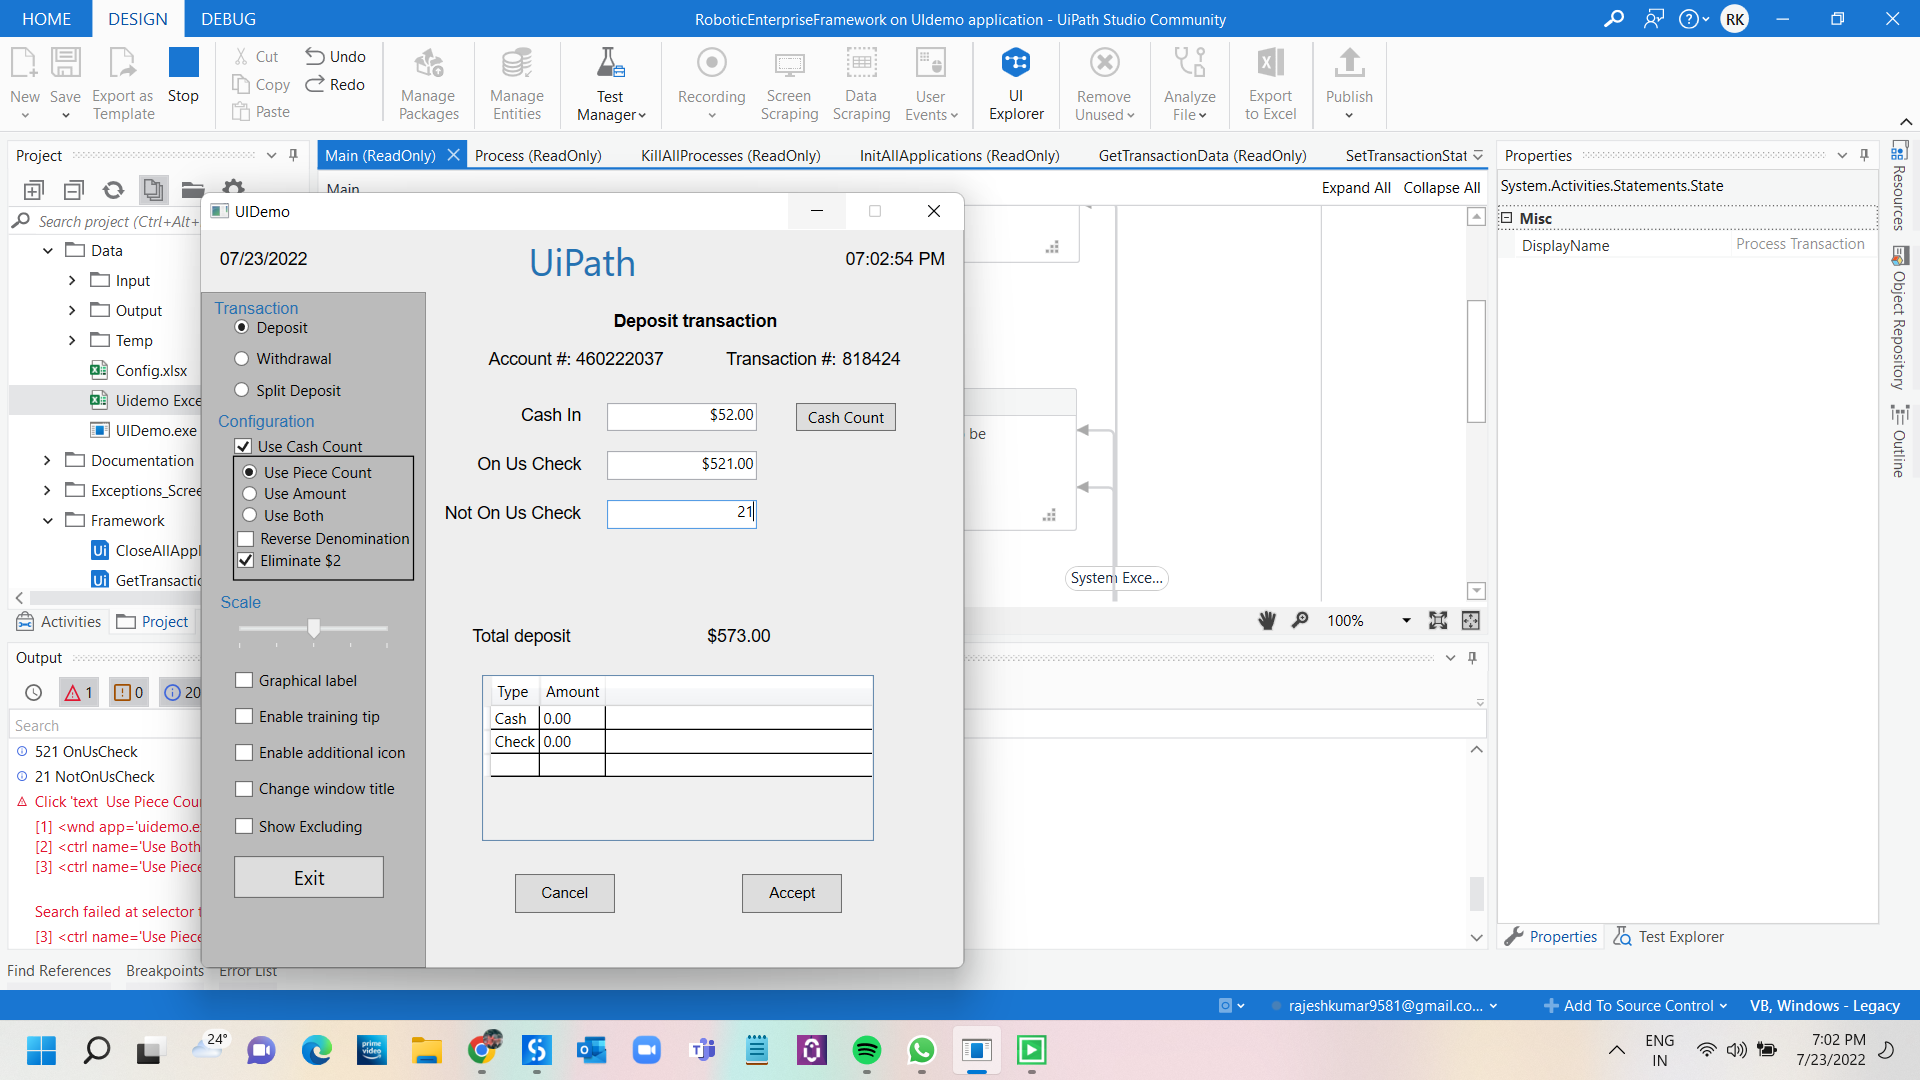 HOME DESIGN DEBUG
RoboticEnterpriseFramework on UIdemo application - UiPath Studio Community
RK
New Save Export as Template Stop
Cut
Copy
Paste
Undo
Redo
Manage Packages
Manage Entities
Test Manager
Recording
Screen Scraping
Data Scraping
User Events
UI Explorer
Remove Unused
Analyze File
Export to Excel
Publish
Project
Main (ReadOnly) Process (ReadOnly) KillAllProcesses (ReadOnly) InitAllApplications (ReadOnly) GetTransactionData (ReadOnly) SetTransactionStat
Main
Expand All Collapse All
Search project (Ctrl+Alt+
Data
Input
Output
Temp
Config.xlsx
Uidemo Exce
UIDemo.exe
Documentation
Exceptions_Scree
Framework
CloseAllAppl
GetTransactio
Activities Project
UIDemo
07/23/2022
UiPath
07:02:54 PM
Transaction
Deposit
Withdrawal
Split Deposit
Configuration
Use Cash Count
Use Piece Count
Use Amount
Use Both
Reverse Denomination
Eliminate $2
Scale
Graphical label
Enable training tip
Enable additional icon
Change window title
Show Excluding
Exit
Deposit transaction
Account #: 460222037 Transaction #: 818424
Cash In $52.00 Cash Count
On Us Check $521.00
Not On Us Check 21
Total deposit $573.00
Type Amount
Cash 0.00
Check 0.00
Cancel Accept
be
System Exce...
100%
Properties
System.Activities.Statements.State
Misc
DisplayName Process Transaction
Properties Test Explorer
Resources
Object Repository
Outline
Output
1 0 20
Search
521 OnUsCheck
21 NotOnUsCheck
Click 'text Use Piece Cou
[1] <wnd app='uidemo.e
[2] <ctrl name='Use Both
[3] <ctrl name='Use Piece
Search failed at selector t
[3] <ctrl name='Use Piece
Find References Breakpoints Error List
rajeshkumar9581@gmail.co... Add To Source Control VB, Windows - Legacy
24°
prime video
ENG
IN
7:02 PM
7/23/2022